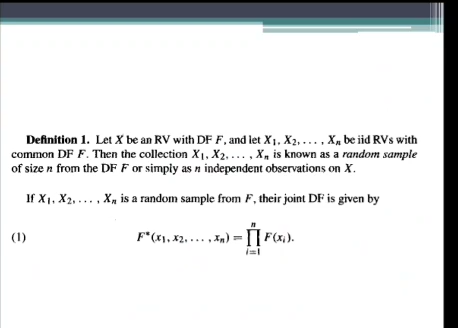 Definition 1. Let X be an RV with DF F, and let X₁, X₂, ... , Xₙ be iid RVs with
common DF F. Then the collection X₁, X₂, ... , Xₙ is known as a random sample
of size n from the DF F or simply as n independent observations on X.
If X₁, X₂, ... , Xₙ is a random sample from F, their joint DF is given by
(1) F*(x₁, x₂, ... , xₙ) = ∏ⁿᵢ₌₁ F(xᵢ).